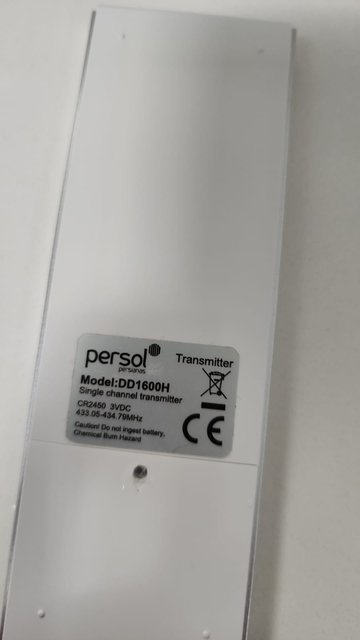 persol
persianas
Transmitter
Model:DD1600H
Single channel transmitter
CR2450 3VDC
433.05-434.79MHz
Caution! Do not ingest battery,
Chemical Burn Hazard
CE